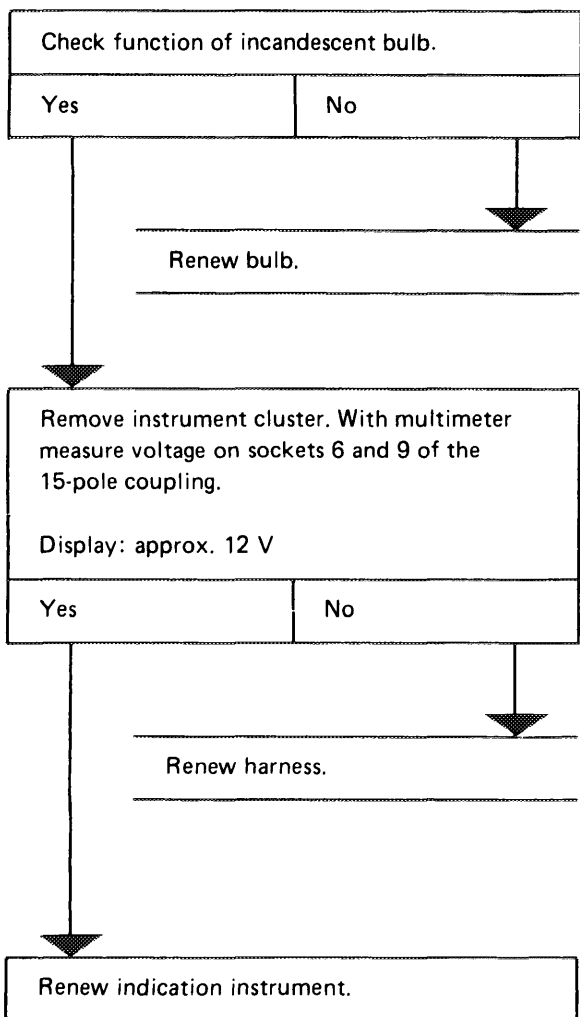 Check function of incandescent bulb.
Yes
No
Renew bulb.
Remove instrument cluster. With multimeter
measure voltage on sockets 6 and 9 of the
15-pole coupling.
Display: approx. 12 V
Yes
No
Renew harness.
Renew indication instrument.